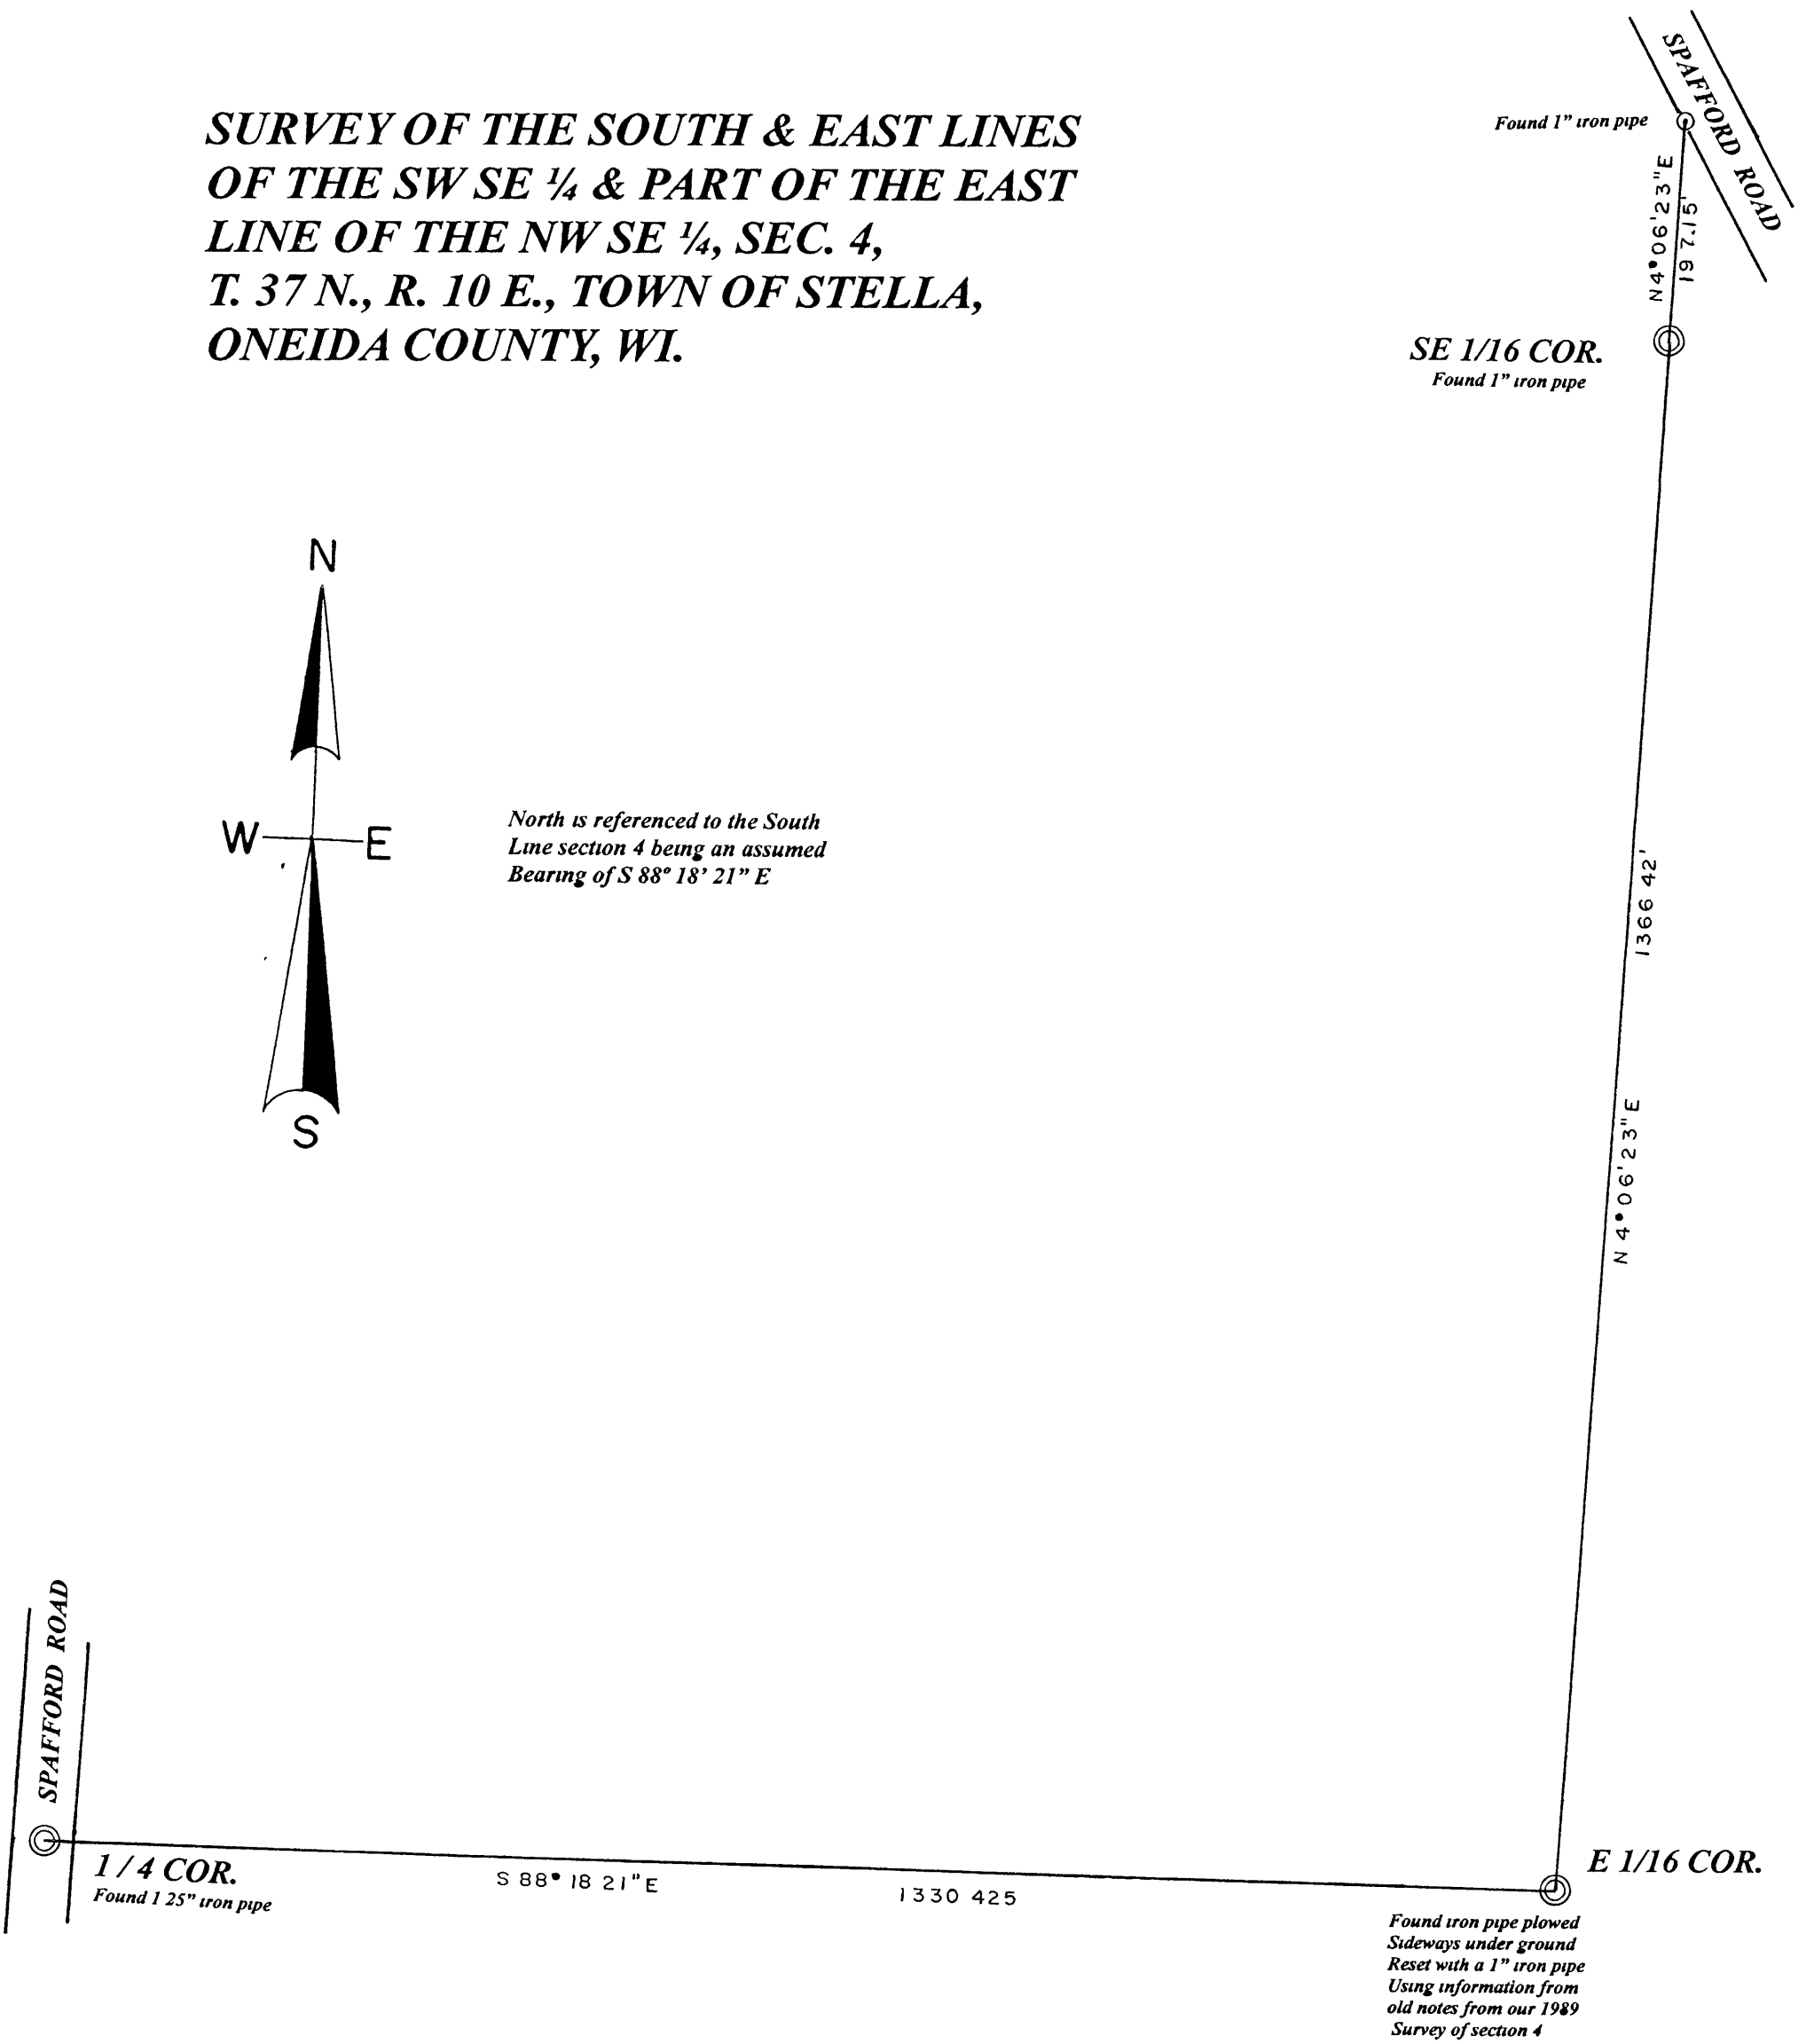 SURVEY OF THE SOUTH & EAST LINES
OF THE SW SE ¼ & PART OF THE EAST
LINE OF THE NW SE ¼, SEC. 4,
T. 37 N., R. 10 E., TOWN OF STELLA,
ONEIDA COUNTY, WI.
SPAFFORD ROAD
Found 1" iron pipe
N 4° 06' 23" E
197.15'
SE 1/16 COR.
Found 1" iron pipe
N
W E
S
North is referenced to the South
Line section 4 being an assumed
Bearing of S 88° 18' 21" E
1366 42'
N 4° 06' 23" E
SPAFFORD ROAD
1/4 COR.
Found 1 25" iron pipe
S 88° 18 21" E
1330 425
E 1/16 COR.
Found iron pipe plowed
Sideways under ground
Reset with a 1" iron pipe
Using information from
old notes from our 1989
Survey of section 4